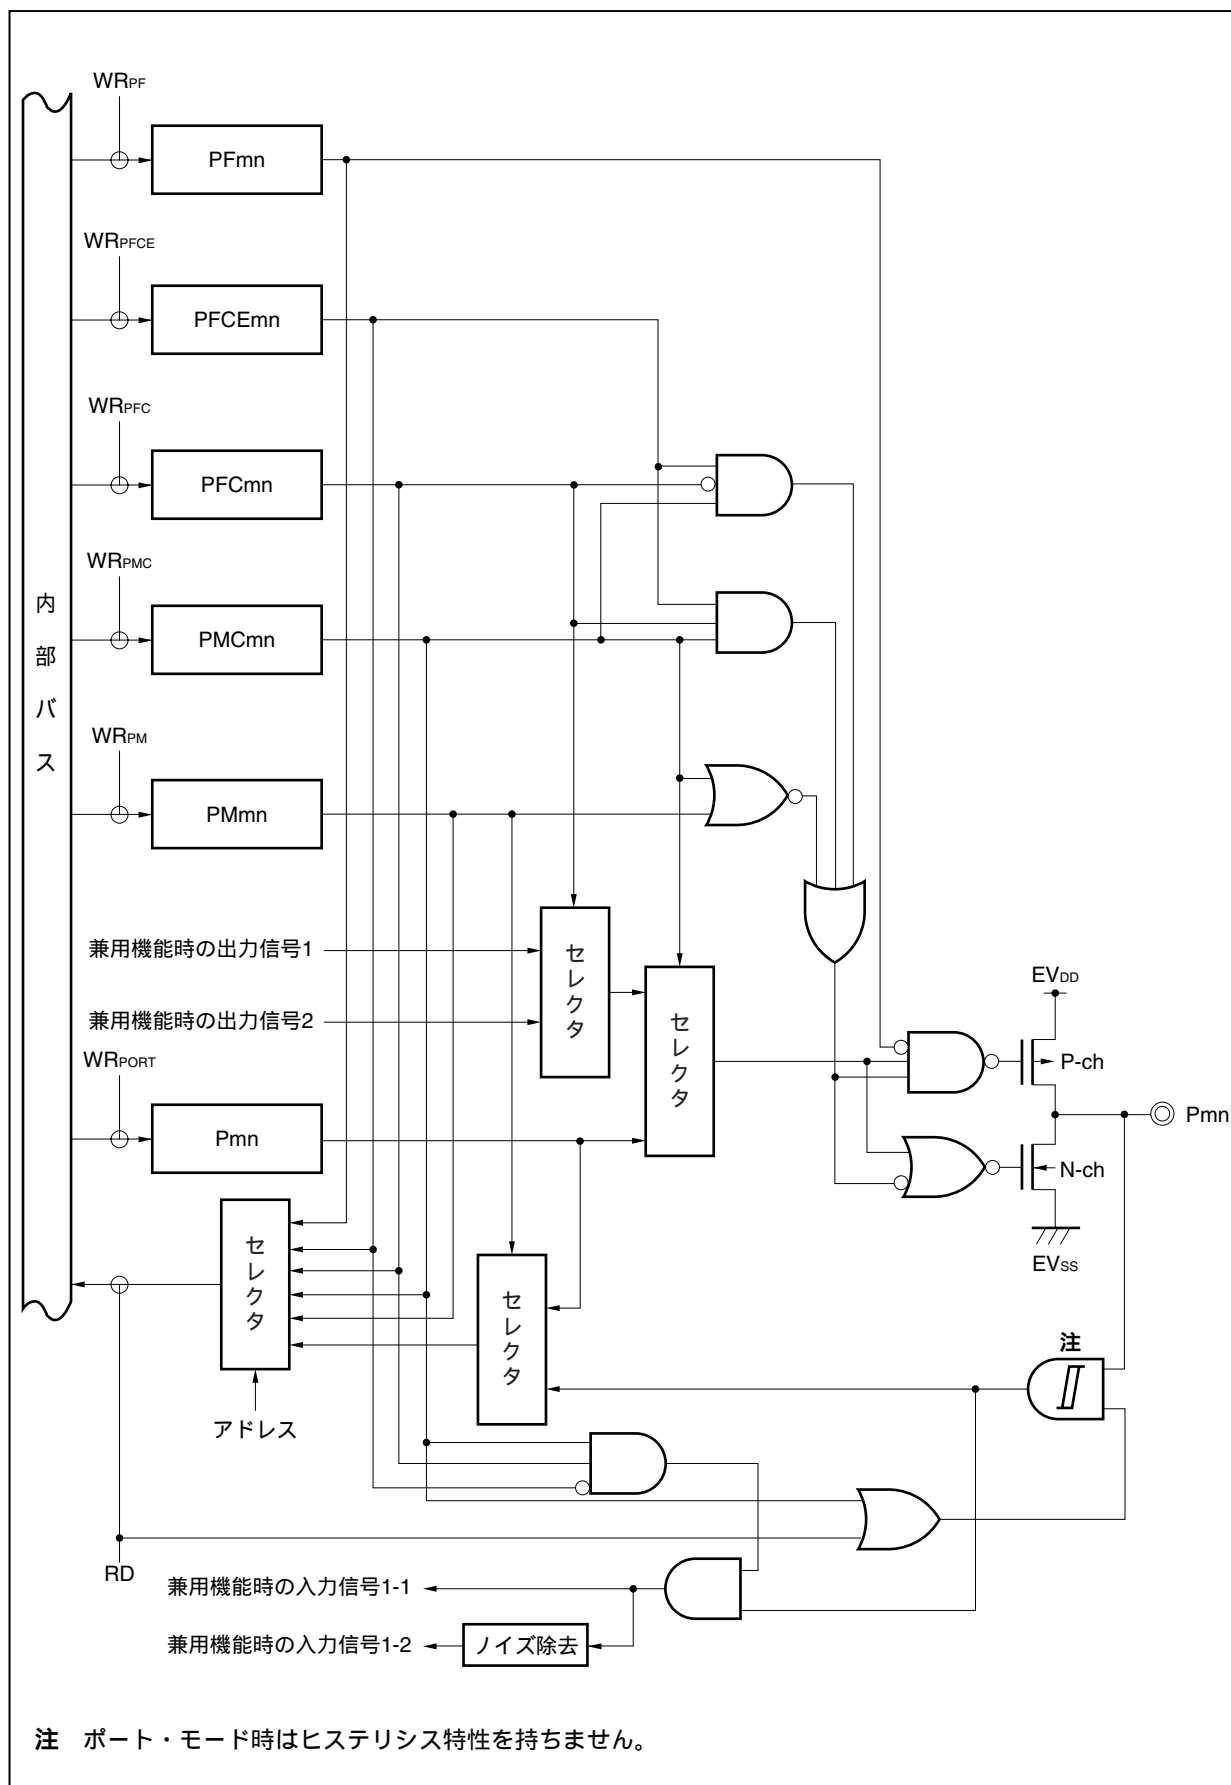 WRPF
PFmn
WRPFCE
PFCEmn
WRPFC
PFCmn
WRPMC
PMCmn
内部バス
WRPM
PMmn
兼用機能時の出力信号1
セレクタ
兼用機能時の出力信号2
セレクタ
EVDD
P-ch
WRPORT
Pmn
Pmn
N-ch
EVSS
セレクタ
セレクタ
注
アドレス
RD
兼用機能時の入力信号1-1
兼用機能時の入力信号1-2
ノイズ除去
注 ポート・モード時はヒステリシス特性を持ちません。